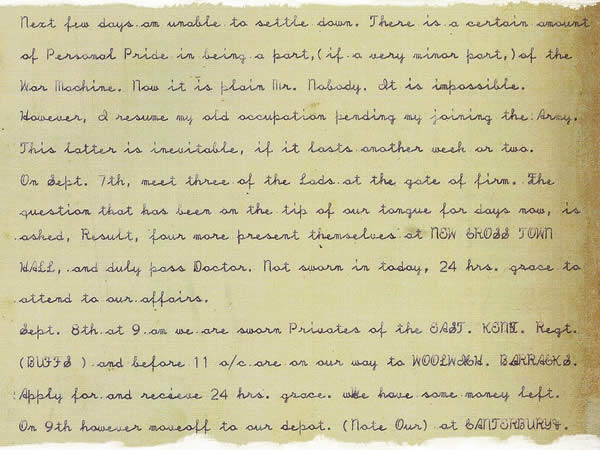 Next few days am unable to settle down. There is a certain amount
of Personal Pride in being a part,(if a very minor part,)of the
War Machine. Now it is plain Mr. Nobody. It is impossible.
However, I resume my old occupation pending my joining the Army.
This latter is inevitable, if it lasts another week or two.
On Sept. 7th, meet three of the Lads at the gate of firm. The
question that has been on the tip of our tongue for days now, is
asked, Result, four more present themselves at NEW CROSS TOWN
HALL, and duly pass Doctor. Not sworn in today, 24 hrs. grace to
attend to our affairs.
Sept. 8th at 9 am we are sworn Privates of the EAST. KENT. Regt.
(BUFFS ) and before 11 a/c are on our way to WOOLWICH. BARRACKS.
Apply for and recieve 24 hrs. grace. We have some money left.
On 9th however moveoff to our depot. (Note Our) at CANTERBURY.